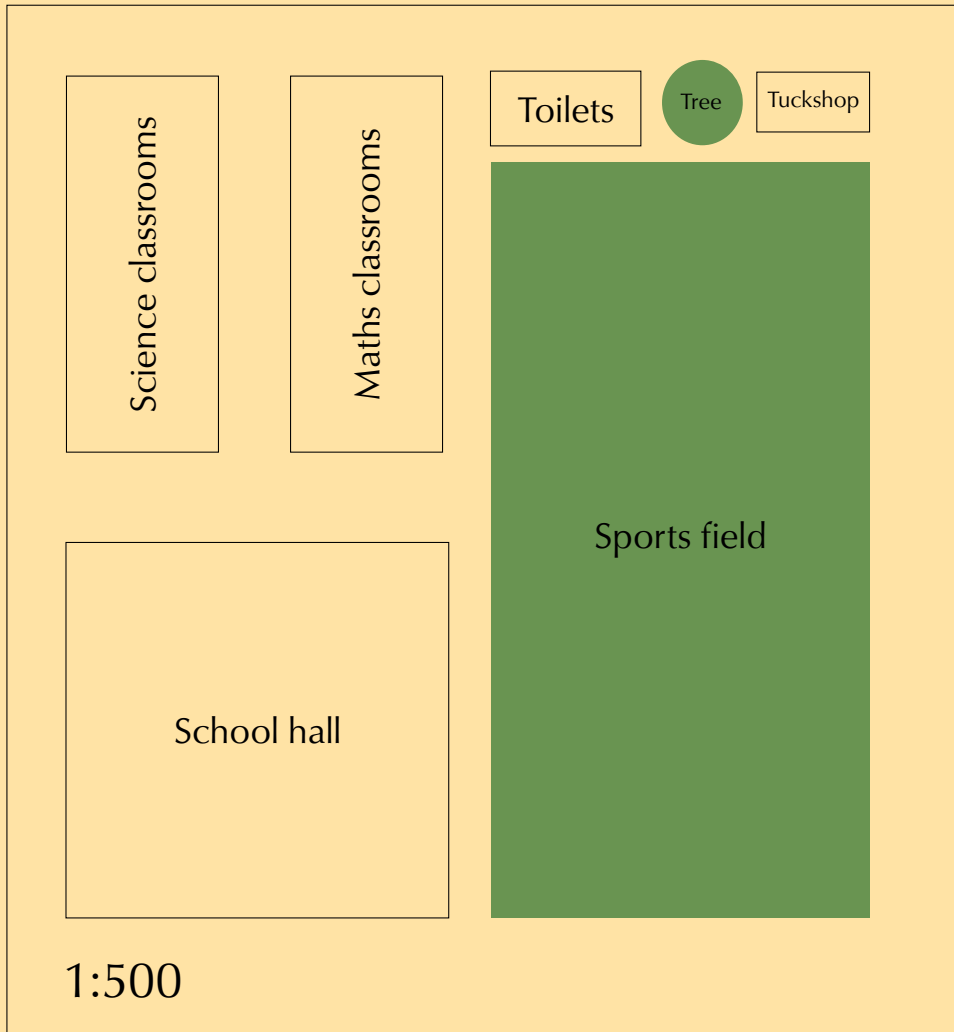 Science classrooms
Maths classrooms
Toilets
Tree
Tuckshop
Sports field
School hall
1:500